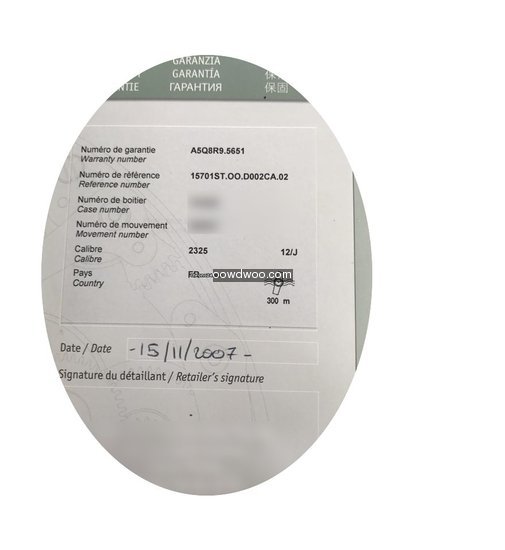 GARANZIA
GARANTÍA
NTIE ГАРАНТИЯ 保固
Numéro de garantie A5Q8R9.5651
Warranty number
Numéro de référence 15701ST.OO.D002CA.02
Reference number
Numéro de boitier
Case number
Numéro de mouvement
Movement number
Calibre 2325 12/J
Calibre
Pays
Country
oowdwoo.com
300 m
Date / Date -15/11/2007-
Signature du détaillant / Retailer's signature